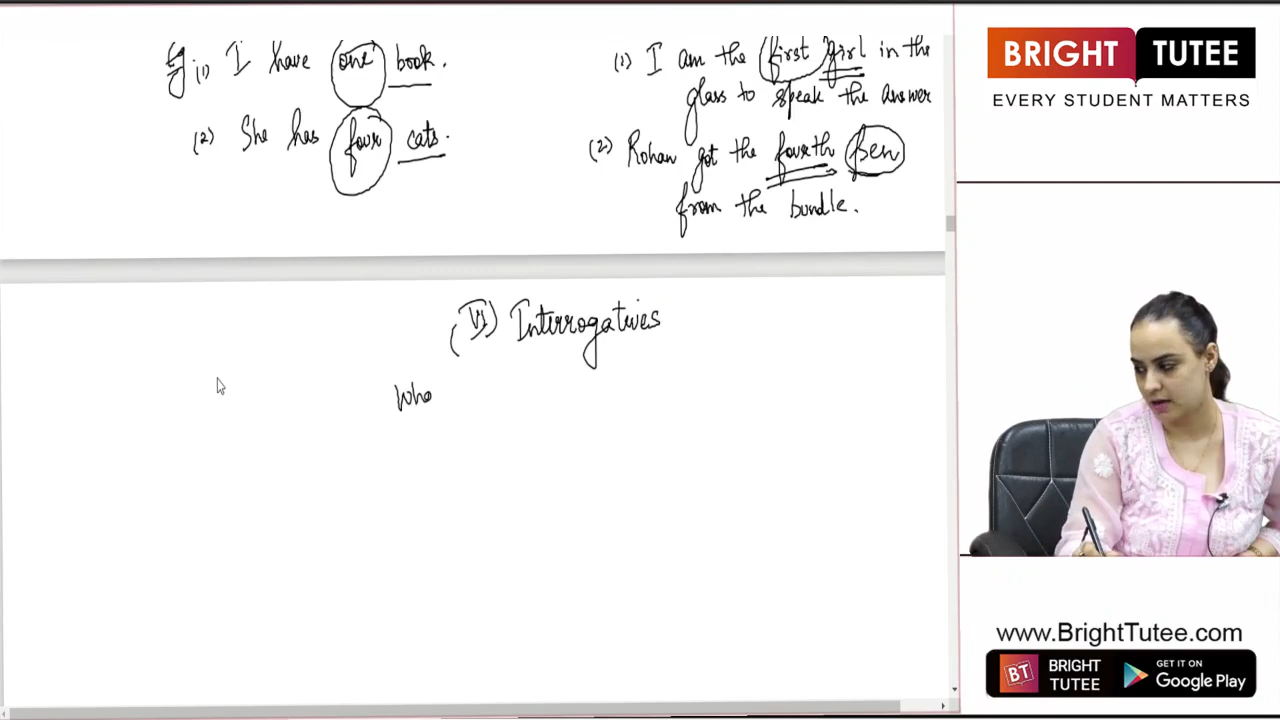 Eg (1) I have one book.
(2) She has four cats.
(1) I am the first girl in the
glass to speak the answer
(2) Rohan got the fourth pen
from the bundle.
(VI) Interrogatives
Who
BRIGHT TUTEE
EVERY STUDENT MATTERS
www.BrightTutee.com
BT BRIGHT TUTEE
GET IT ON
Google Play